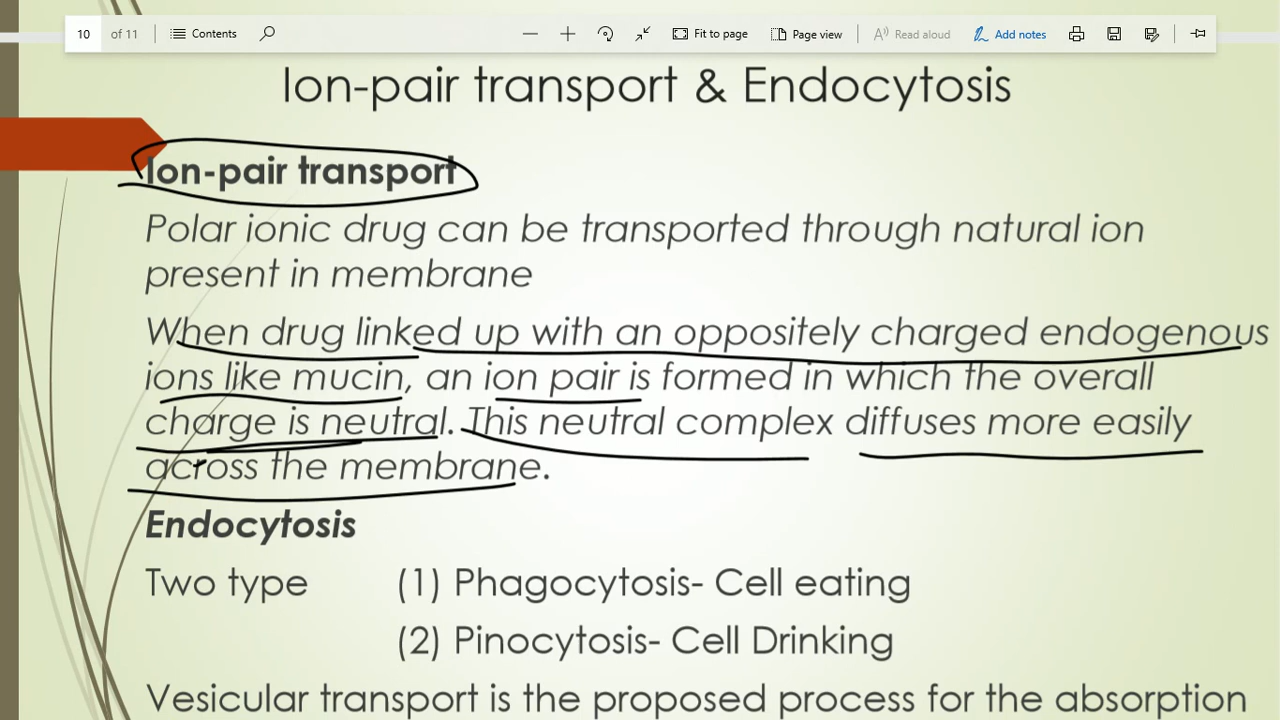 10 of 11 Contents Fit to page Page view Read aloud Add notes
Ion-pair transport & Endocytosis
Ion-pair transport
Polar ionic drug can be transported through natural ion
present in membrane
When drug linked up with an oppositely charged endogenous
ions like mucin, an ion pair is formed in which the overall
charge is neutral. This neutral complex diffuses more easily
across the membrane.
Endocytosis
Two type (1) Phagocytosis- Cell eating
(2) Pinocytosis- Cell Drinking
Vesicular transport is the proposed process for the absorption